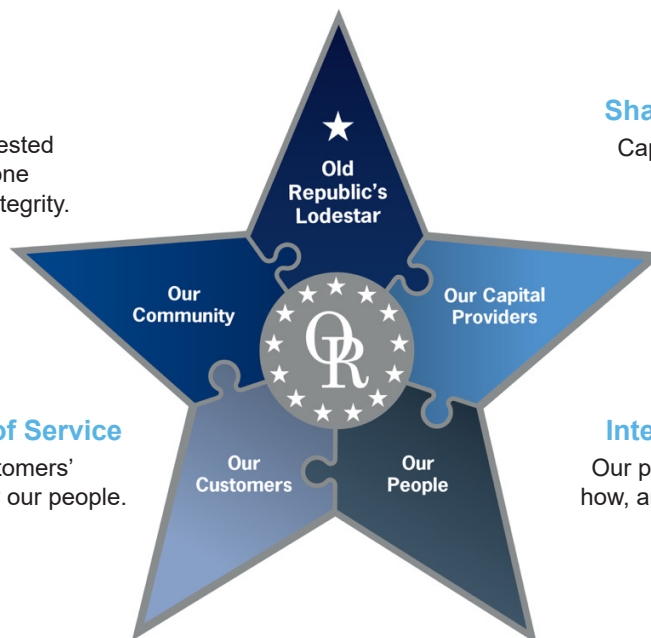 Sha
ested
Cap
one
tegrity.
Old
Republic's
Lodestar
Our
Community
Our Capital
Providers
OR
of Service
tomers'
our people.
Our
Customers
Our
People
Inte
Our p
how, a